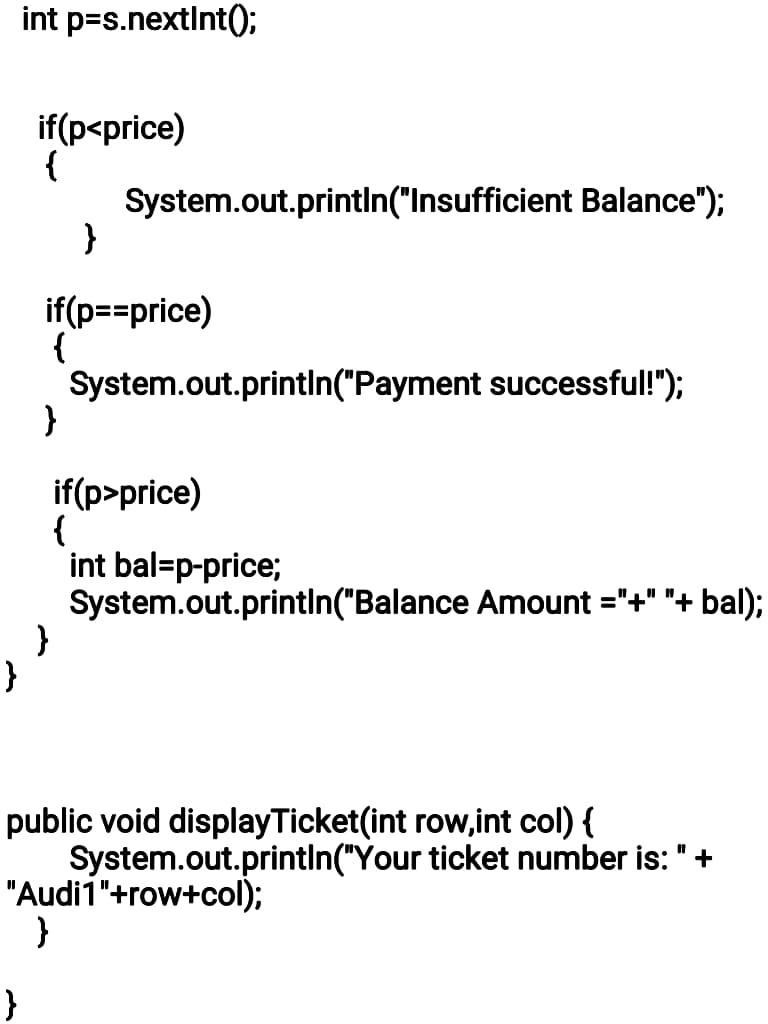 int p=s.nextInt();
if(p<price)
{
System.out.println("Insufficient Balance");
}
if(p==price)
{
System.out.println("Payment successful!");
}
if(p>price)
{
int bal=p-price;
System.out.println("Balance Amount ="+" "+ bal);
}
}
public void displayTicket(int row,int col) {
System.out.println("Your ticket number is: " +
"Audi1"+row+col);
}
}